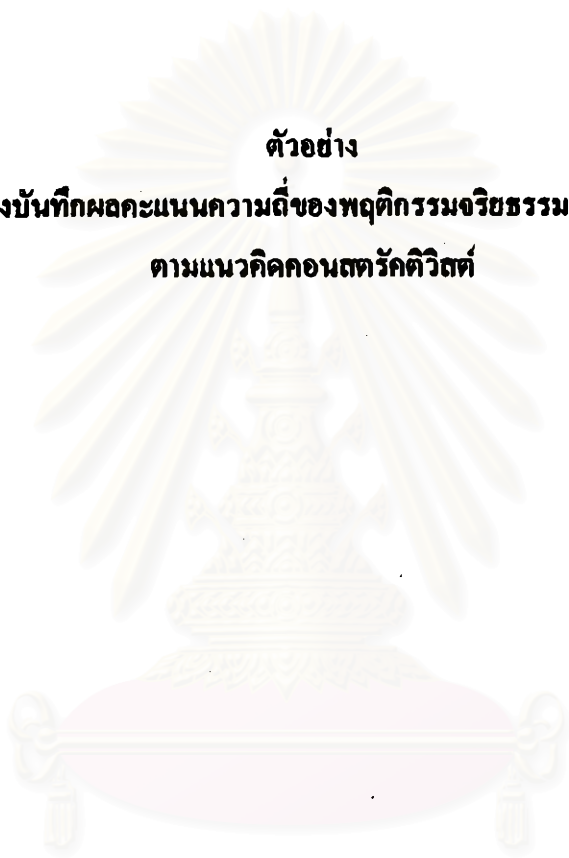 ตัวอย่าง
งบันทึกผลคะแนนความถี่ของพฤติกรรมจริยธรรม
ตามแนวคิดคอนสตรัคติวิสต์